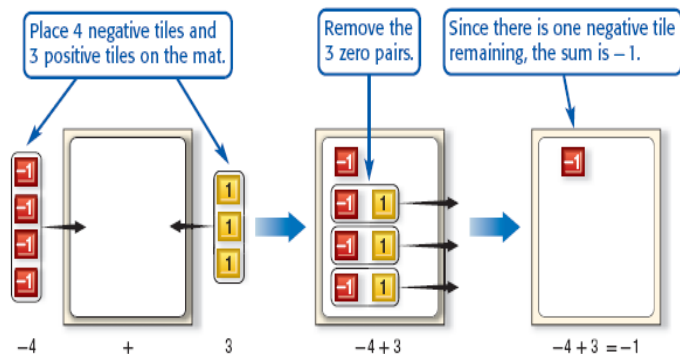 Place 4 negative tiles and
3 positive tiles on the mat.
Remove the
3 zero pairs.
Since there is one negative tile
remaining, the sum is −1.
−1
−1
−1
−1
1
1
1
−1
−1 1
−1 1
−1 1
−1
−4 + 3
−4 + 3
−4 + 3 = −1